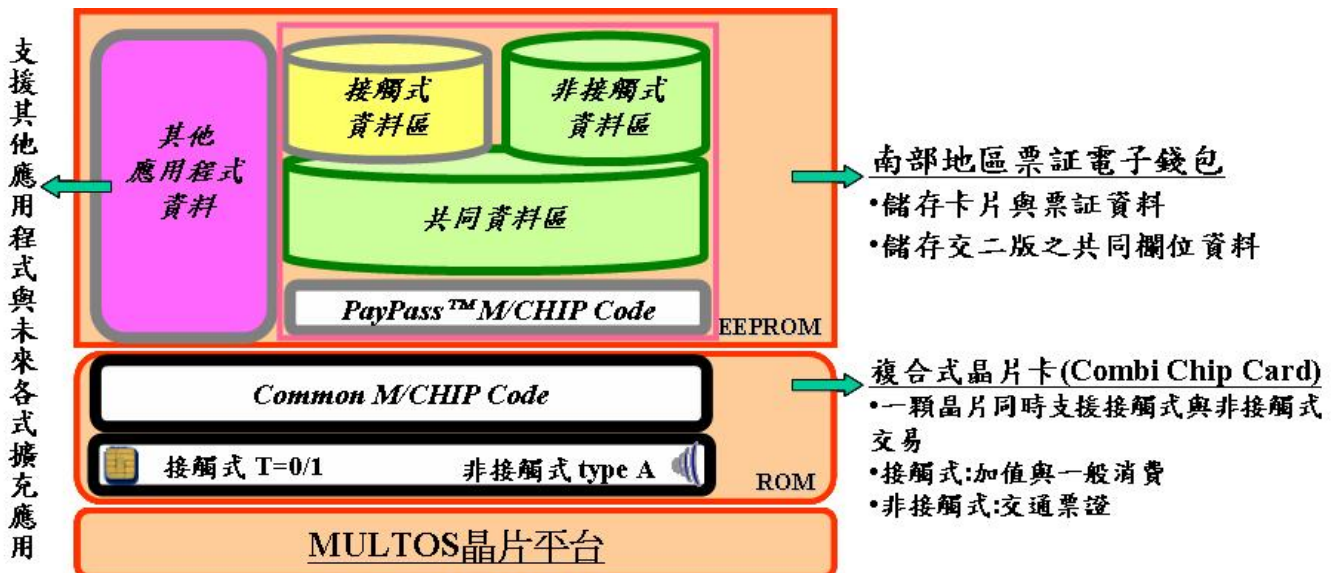 支援其他應用程式與未來各式擴充應用
其他
應用程式
資料
接觸式
資料區
非接觸式
資料區
共同資料區
PayPass™M/CHIP Code
EEPROM
Common M/CHIP Code
接觸式 T=0/1
非接觸式 type A
ROM
MULTOS晶片平台
南部地區票証電子錢包
•儲存卡片與票証資料
•儲存交二版之共同欄位資料
複合式晶片卡(Combi Chip Card)
•一顆晶片同時支援接觸式與非接觸式
交易
•接觸式:加值與一般消費
•非接觸式:交通票證